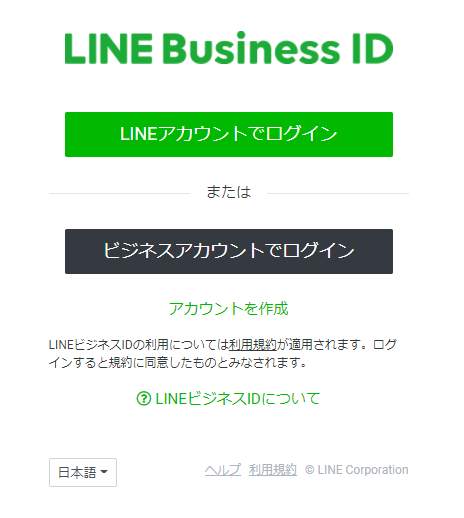 LINE Business ID
LINEアカウントでログイン
または
ビジネスアカウントでログイン
アカウントを作成
LINEビジネスIDの利用については利用規約が適用されます。ログ
インすると規約に同意したものとみなされます。
LINEビジネスIDについて
日本語 ヘルプ 利用規約 © LINE Corporation